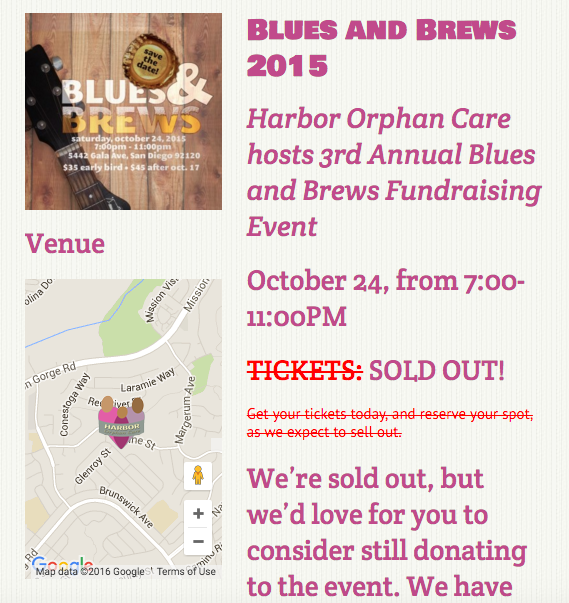 save
the
date!
BLUES &
BREWS
saturday, october 24, 2015
7:00pm - 11:00pm
5442 Gala Ave, San Diego 92120
$35 early bird • $45 after oct. 17
Venue
Mission Vis
Mission
Gorge Rd
Laramie Way
Conestoga Way
Margerum Ave
HARBOR
Glenroy St
Brunswick Ave
Google
Map data ©2016 Google
Terms of Use
Blues and Brews
2015
Harbor Orphan Care
hosts 3rd Annual Blues
and Brews Fundraising
Event
October 24, from 7:00-
11:00PM
TICKETS: SOLD OUT!
Get your tickets today, and reserve your spot,
as we expect to sell out.
We’re sold out, but
we’d love for you to
consider still donating
to the event. We have